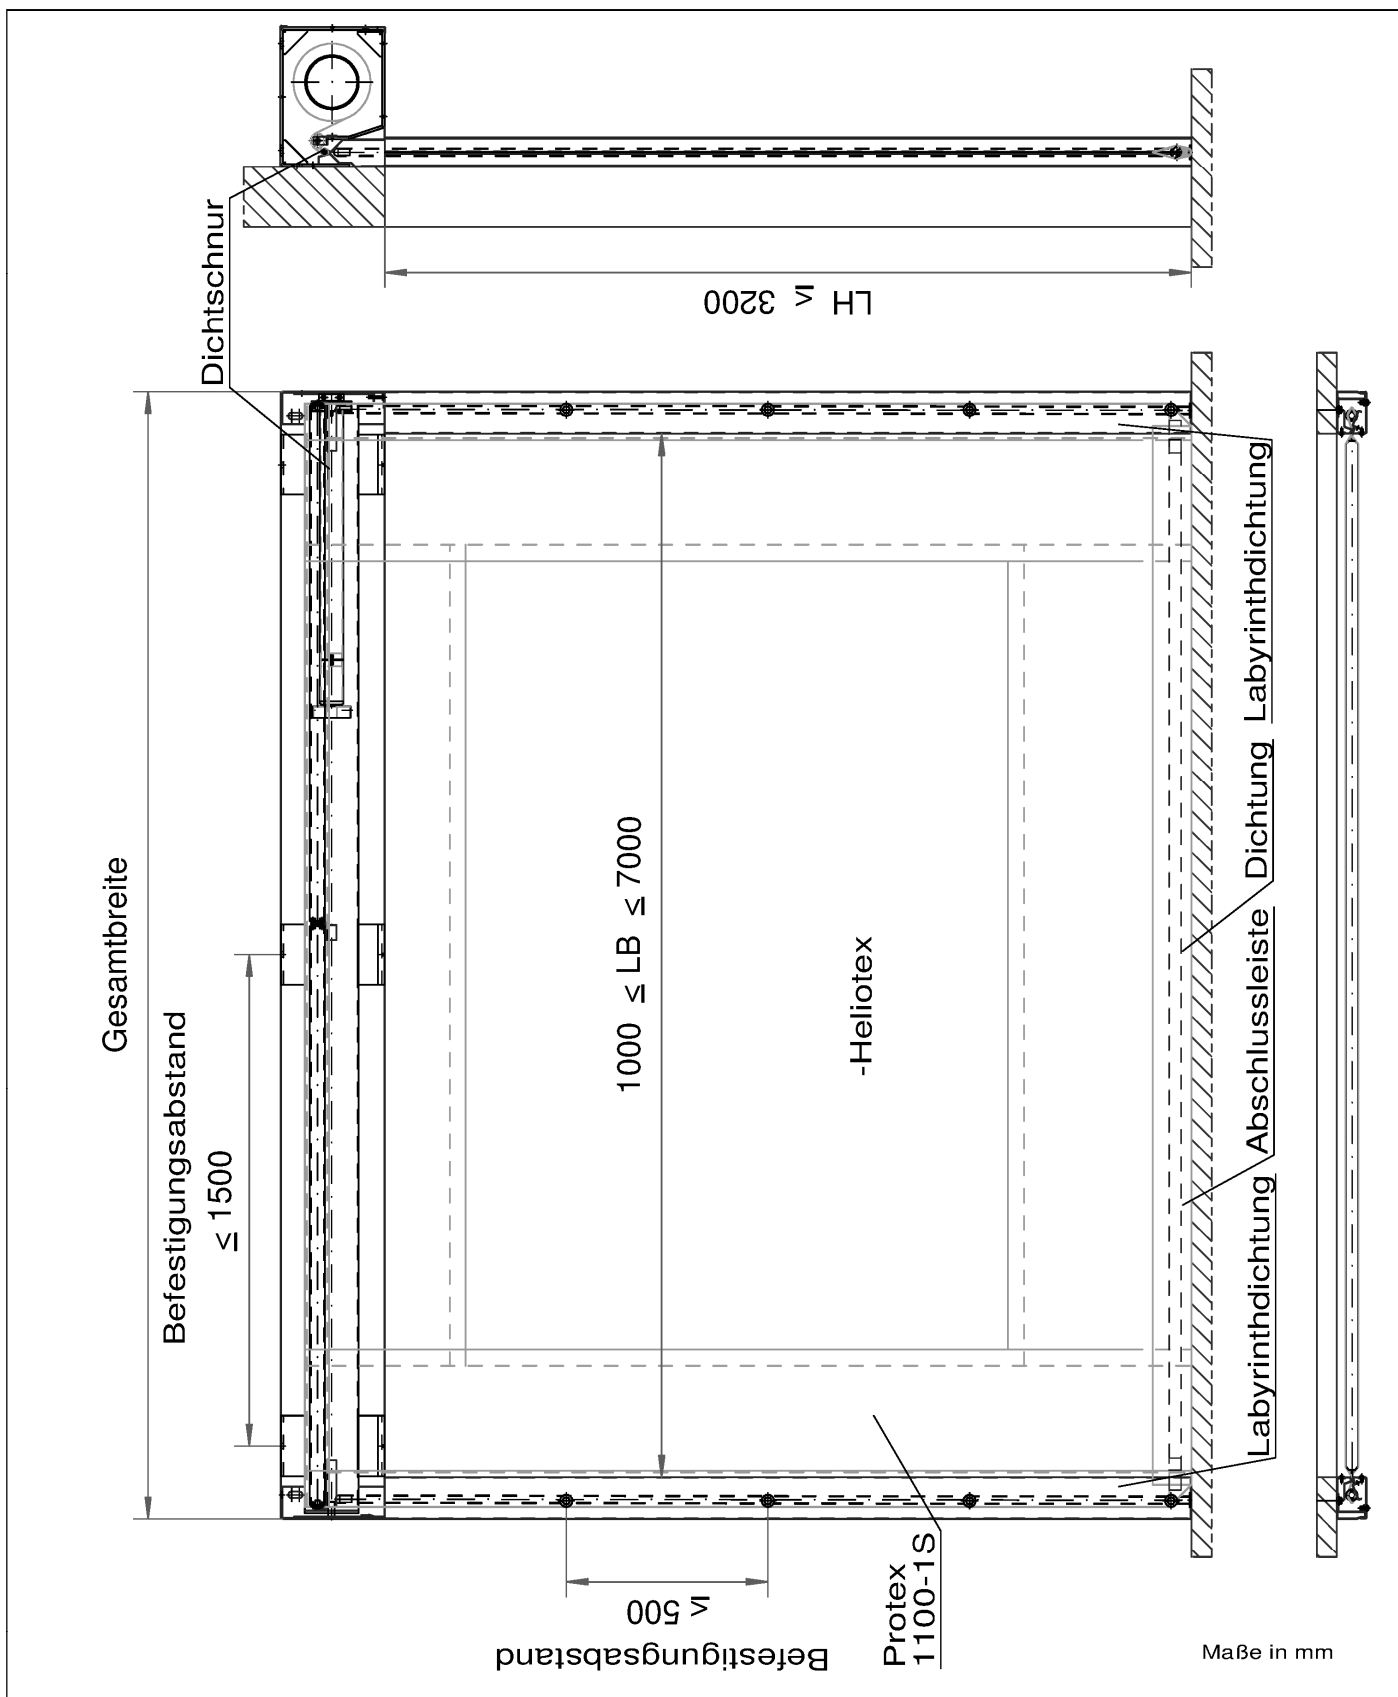 Gesamtbreite
Befestigungsabstand
≤ 1500
Dichtschnur
LH ≤ 3200
1000 ≤ LB ≤ 7000
-Heliotex
Labyrinthdichtung
Abschlussleiste
Dichtung
Labyrinthdichtung
Befestigungsabstand
≤ 500
Protex
1100-1S
Maße in mm